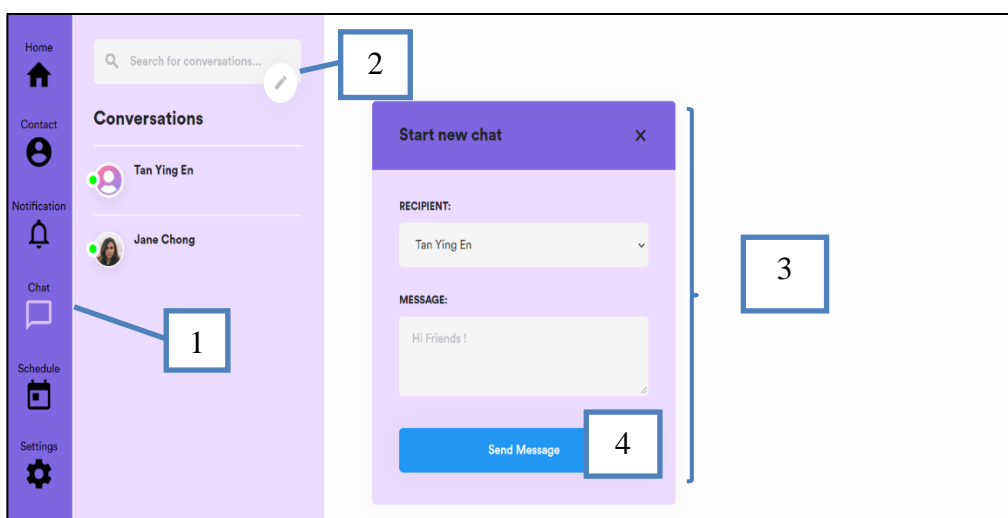 Home
Contact
Notification
Chat
Schedule
Settings
Search for conversations...
Conversations
Tan Ying En
Jane Chong
1
2
Start new chat X
RECIPIENT:
Tan Ying En
MESSAGE:
Hi Friends !
Send Message
4
3